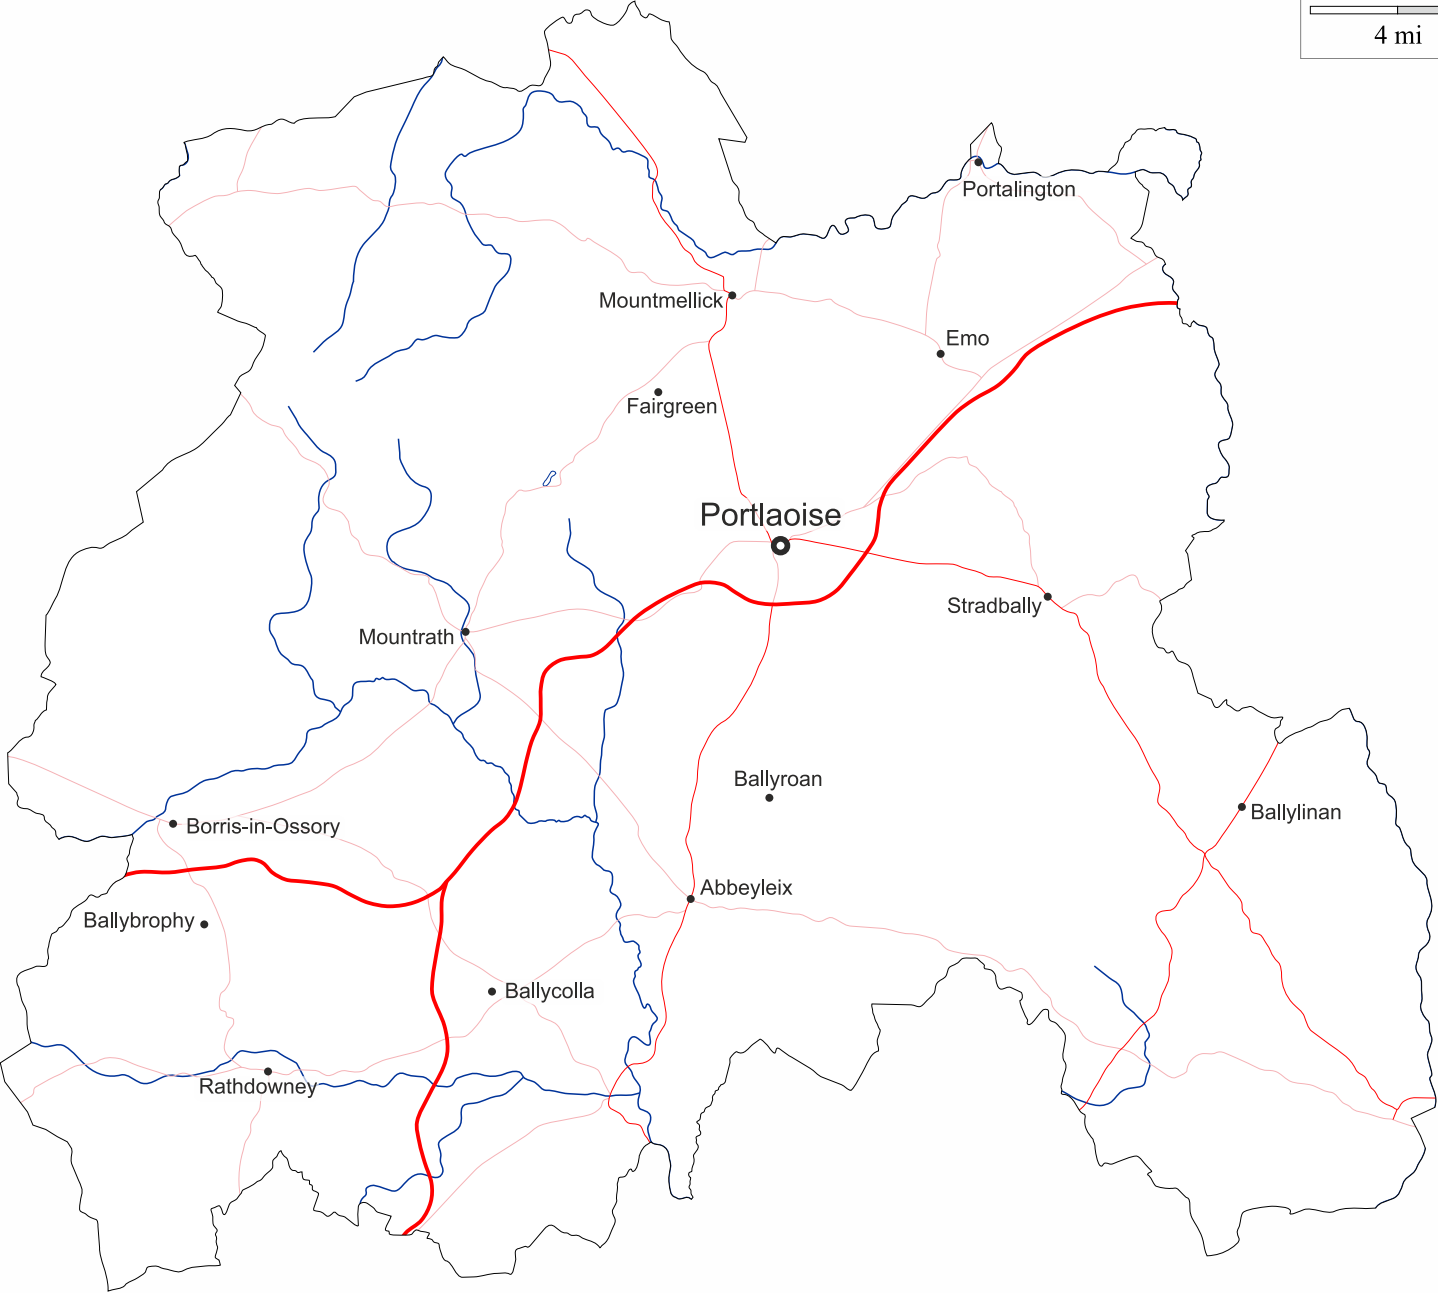 4 mi
Portalington
Mountmellick
Emo
Fairgreen
Portlaoise
Stradbally
Mountrath
Ballyroan
Ballylinan
Borris-in-Ossory
Abbeyleix
Ballybrophy
Ballycolla
Rathdowney